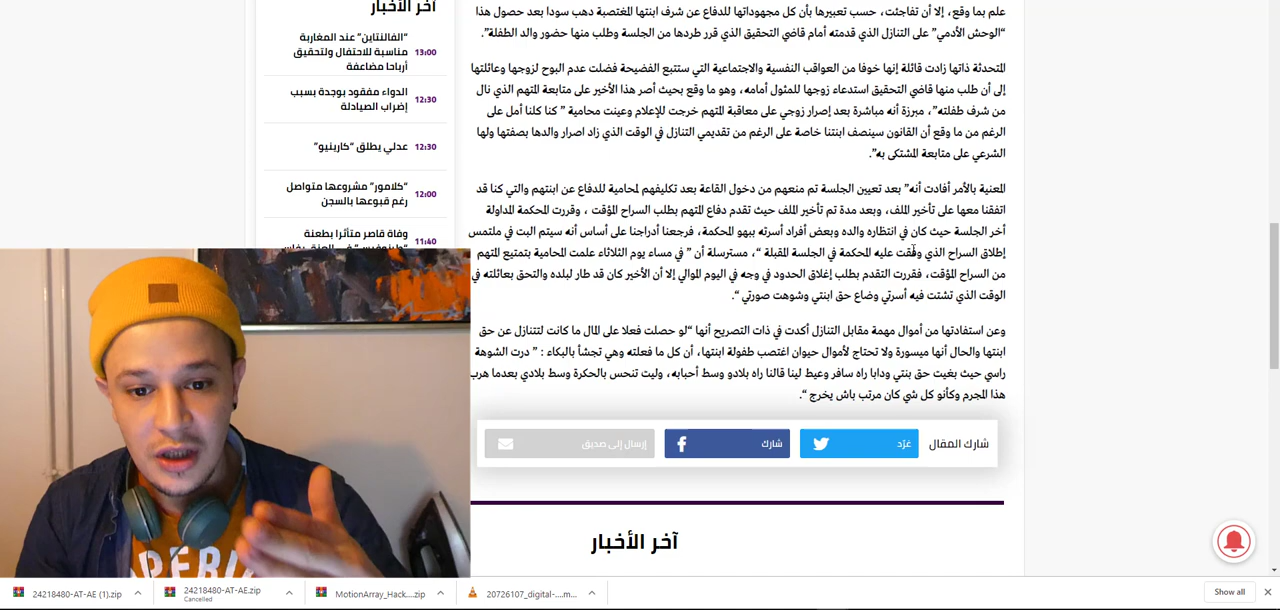 علم بما وقع، إلا أن تفاجئت، حسب تعبيرها بأن كل مجهوداتها للدفاع عن شرف ابنتها المغتصبة دهب سودا بعد حصول هذا
"الوحش الأدمي" على التنازل الذي قدمته أمام قاضي التحقيق الذي قرر طردها من الجلسة وطلب منها حضور والد الطفلة".
المتحدثة ذاتها زادت قائلة إنها خوفا من العواقب النفسية والاجتماعية التي ستتبع الفضيحة فضلت عدم البوح لزوجها وعائلتها
إلى أن طلب منها قاضي التحقيق استدعاء زوجها للمثول أمامه، وهو ما وقع بحيث أصر هذا الأخير على متابعة المتهم الذي نال
من شرف طفلته"، مبرزة أنه مباشرة بعد إصرار زوجي على معاقبة المتهم خرجت للإعلام وعينت محامية " كنا كلنا أمل على
الرغم من ما وقع أن القانون سينصف ابنتنا خاصة على الرغم من تقديمي التنازل في الوقت الذي زاد اصرار والدها بصفتها ولها
الشرعي على متابعة المشتكى به".
المعنية بالأمر أفادت أنه" بعد تعيين الجلسة تم منعهم من دخول القاعة بعد تكليفهم لمحامية للدفاع عن ابنتهم والتي كنا قد
اتفقنا معها على تأخير الملف، وبعد مدة تم تأخير الملف حيث تقدم دفاع المتهم بطلب السراح المؤقت ، وقررت المحكمة المداولة
أخر الجلسة حيث كان في انتظاره والده وبعض أفراد أسرته ببهو المحكمة، فرجعنا أدراجنا على أساس أنه سيتم البت في ملتمس
إطلاق السراح الذي وقفت عليه المحكمة في الجلسة المقبلة "، مسترسلة أن " في مساء يوم الثلاثاء علمت المحامية بتمتيع المتهم
من السراح المؤقت، فقررت التقدم بطلب إغلاق الحدود في وجه في اليوم الموالي إلا أن الأخير كان قد طار لبلده والتحق بعائلته في
الوقت الذي تشتت فيه أسرتي وضاع حق ابنتي وشوهت صورتي ".
وعن استفادتها من أموال مهمة مقابل التنازل أكدت في ذات التصريح أنها "لو حصلت فعلا على المال ما كانت لتتنازل عن حق
ابنتها والحال أنها ميسورة ولا تحتاج لأموال حيوان اغتصب طفولة ابنتها، أن كل ما فعلته وهي تجشأ بالبكاء : " درت الشوهة
راسي حيث بغيت حق بنتي ودابا راه سافر وعيط لينا قالنا راه بلادو وسط أحبابه، وليت تنحس بالحكرة وسط بلادي بعدما هرب
هذا المجرم وكأنو كل شي كان مرتب باش يخرج ".
شارك المقال
غرّد
شارك
إرسال إلى صديق
آخر الأخبار
آخر الأخبار
13:00 "الفالنتاين" عند المغاربة
مناسبة للاحتفال ولتحقيق
أرباحا مضاعفة
12:30 الدواء مفقود بوجدة بسبب
إضراب الصيادلة
12:30 عدلي يطلق "كارينيو"
12:00 "كلامور" مشروعها متواصل
رغم قبوعها بالسجن
11:40 وفاة قاصر متأثرا بطعنة
24218480-AT-AE (1).zip
24218480-AT-AE.zip
Cancelled
MotionArray_Hack....zip
20726107_digital-....m...
Show all